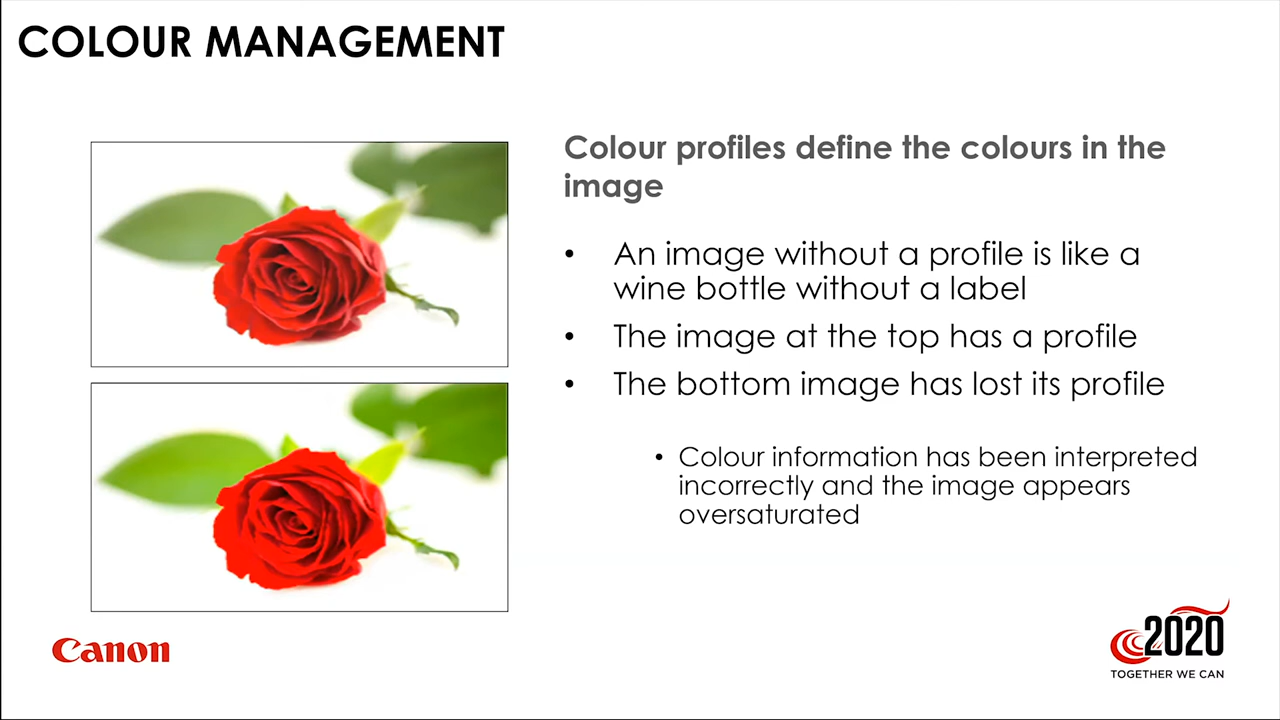 COLOUR MANAGEMENT
Colour profiles define the colours in the
image
• An image without a profile is like a
wine bottle without a label
• The image at the top has a profile
• The bottom image has lost its profile
• Colour information has been interpreted
incorrectly and the image appears
oversaturated
Canon
2020
TOGETHER WE CAN